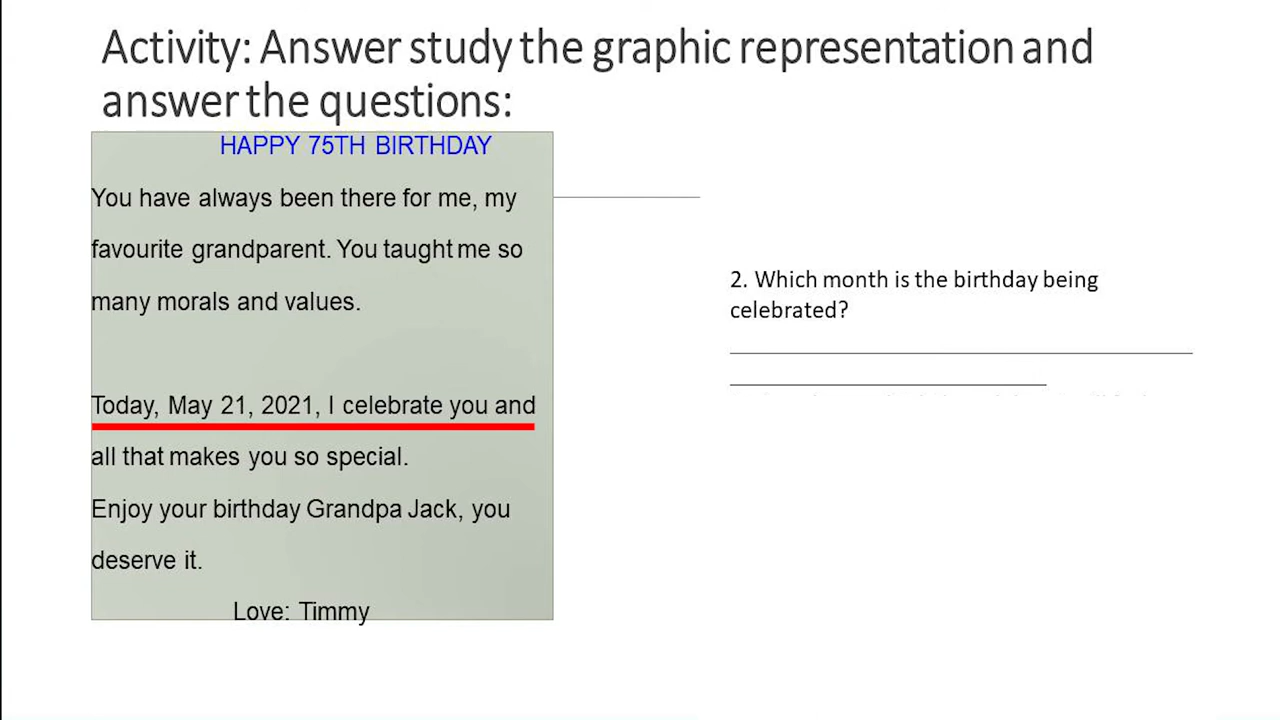 Activity: Answer study the graphic representation and
answer the questions:
HAPPY 75TH BIRTHDAY
You have always been there for me, my
favourite grandparent. You taught me so
many morals and values.
Today, May 21, 2021, I celebrate you and
all that makes you so special.
Enjoy your birthday Grandpa Jack, you
deserve it.
Love: Timmy
2. Which month is the birthday being
celebrated?